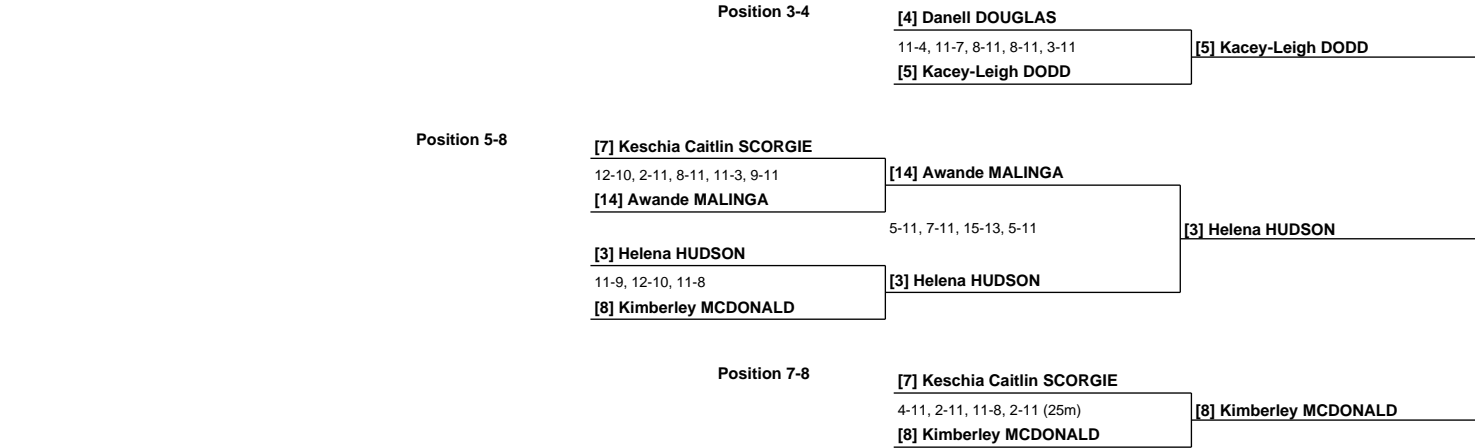 Position 3-4
[4] Danell DOUGLAS
11-4, 11-7, 8-11, 8-11, 3-11
[5] Kacey-Leigh DODD
[5] Kacey-Leigh DODD
Position 5-8
[7] Keschia Caitlin SCORGIE
12-10, 2-11, 8-11, 11-3, 9-11
[14] Awande MALINGA
[14] Awande MALINGA
5-11, 7-11, 15-13, 5-11
[3] Helena HUDSON
[3] Helena HUDSON
11-9, 12-10, 11-8
[3] Helena HUDSON
[8] Kimberley MCDONALD
Position 7-8
[7] Keschia Caitlin SCORGIE
4-11, 2-11, 11-8, 2-11 (25m)
[8] Kimberley MCDONALD
[8] Kimberley MCDONALD